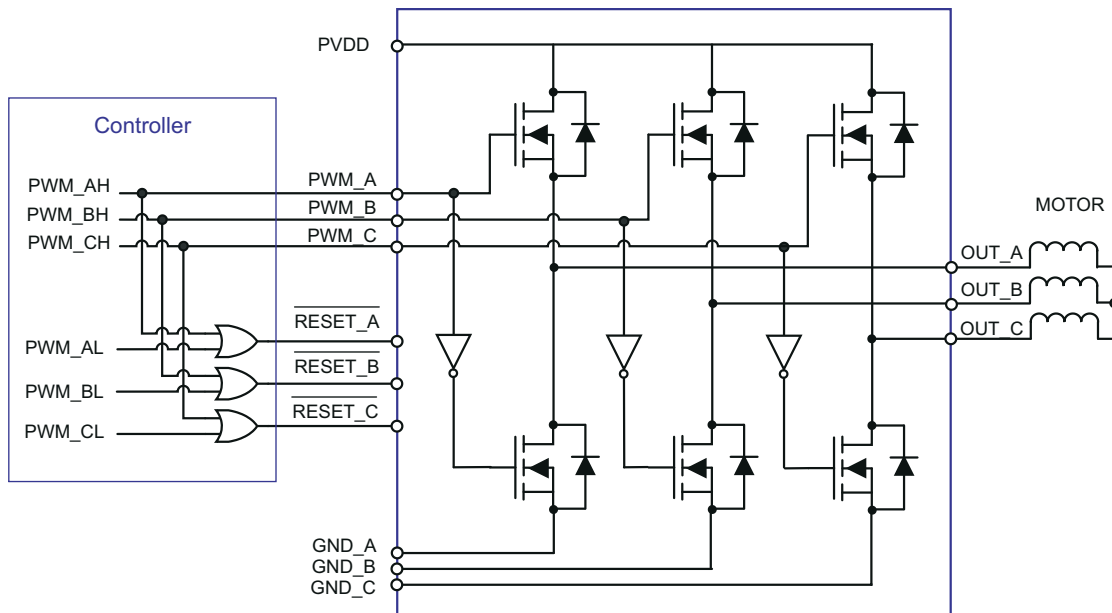 PVDD
Controller
PWM_AH
PWM_BH
PWM_CH
PWM_A
PWM_B
PWM_C
MOTOR
OUT_A
OUT_B
OUT_C
RESET_A
RESET_B
RESET_C
PWM_AL
PWM_BL
PWM_CL
GND_A
GND_B
GND_C